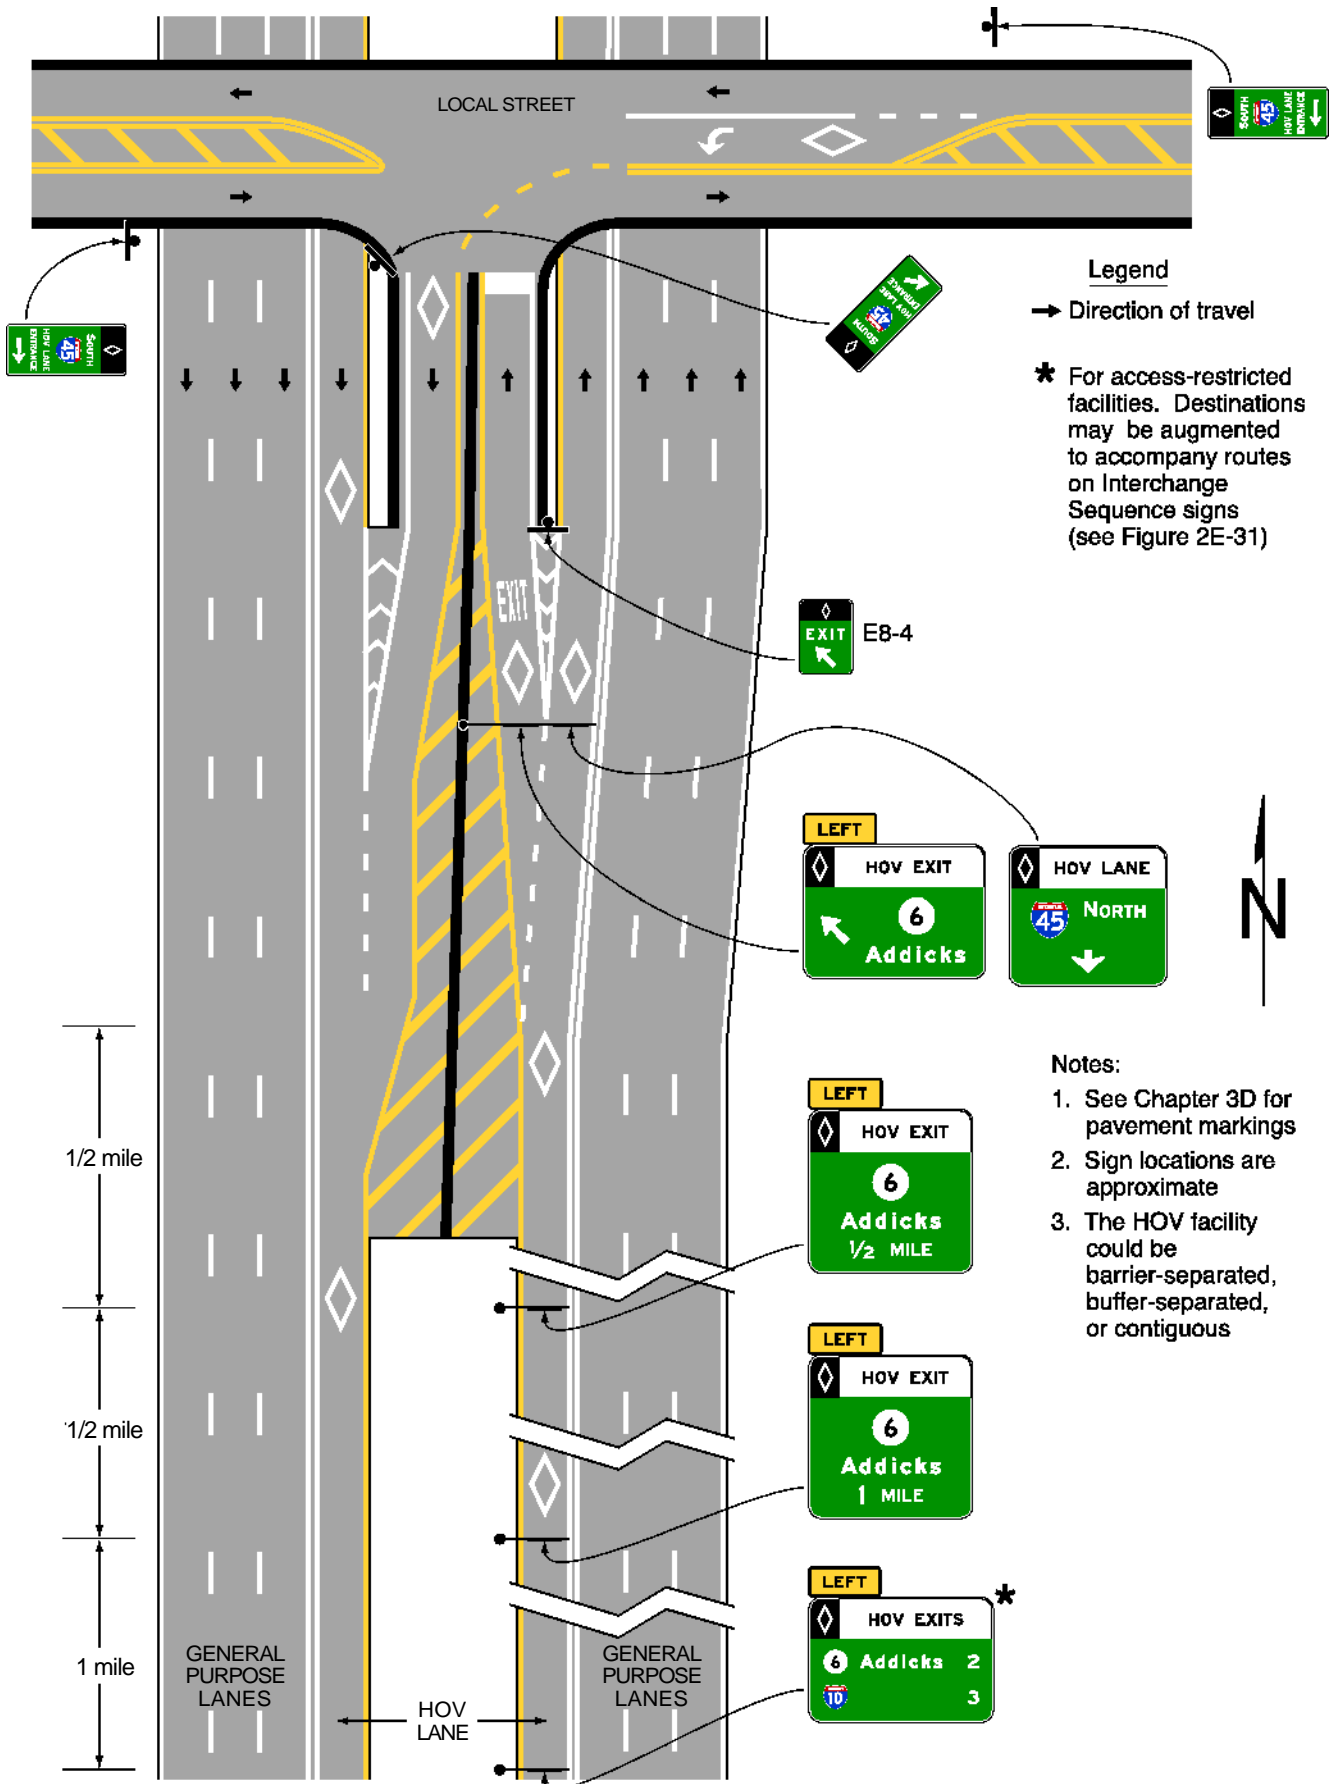 LOCAL STREET
SOUTH
45
HOV LANE
ENTRANCE
SOUTH
45
HOV LANE
ENTRANCE
SOUTH
45
HOV LANE
ENTRANCE
Legend
Direction of travel
* For access-restricted
facilities. Destinations
may be augmented
to accompany routes
on Interchange
Sequence signs
(see Figure 2E-31)
EXIT
EXIT
E8-4
LEFT
HOV EXIT
6
Addicks
HOV LANE
INTERSTATE
45 NORTH
N
1/2 mile
LEFT
HOV EXIT
6
Addicks
1/2 MILE
Notes:
1. See Chapter 3D for
pavement markings
2. Sign locations are
approximate
3. The HOV facility
could be
barrier-separated,
buffer-separated,
or contiguous
1/2 mile
LEFT
HOV EXIT
6
Addicks
1 MILE
1 mile
GENERAL
PURPOSE
LANES
HOV
LANE
GENERAL
PURPOSE
LANES
LEFT
*
HOV EXITS
6 Addicks 2
10 3